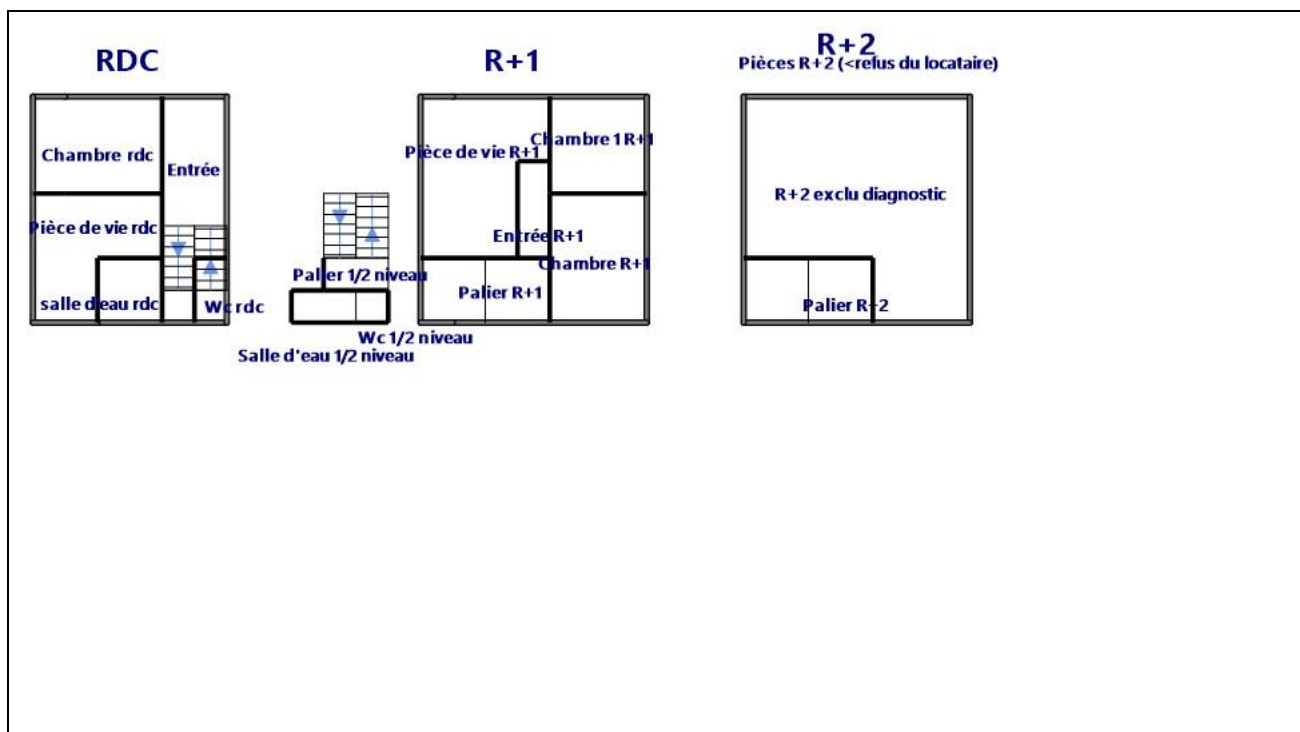 RDC
Chambre rdc
Entrée
Pièce de vie rdc
salle d'eau rdc
Wc rdc
Palier 1/2 niveau
Wc 1/2 niveau
Salle d'eau 1/2 niveau
R+1
Pièce de vie R+1
Chambre 1 R+1
Entrée R+1
Chambre R+1
Palier R+1
R+2
Pièces R+2 (<refus du locataire)
R+2 exclu diagnostic
Palier R+2